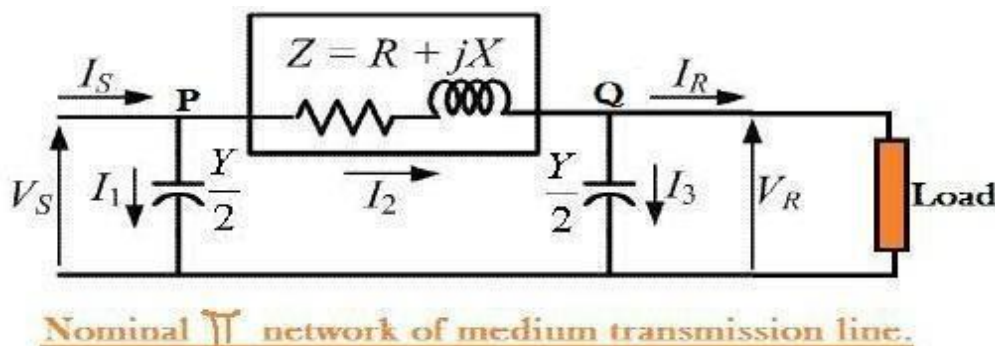 Z = R + jX
I_S
P
Q
I_R
V_S
I_1
Y/2
I_2
Y/2
I_3
V_R
Load
Nominal π network of medium transmission line.